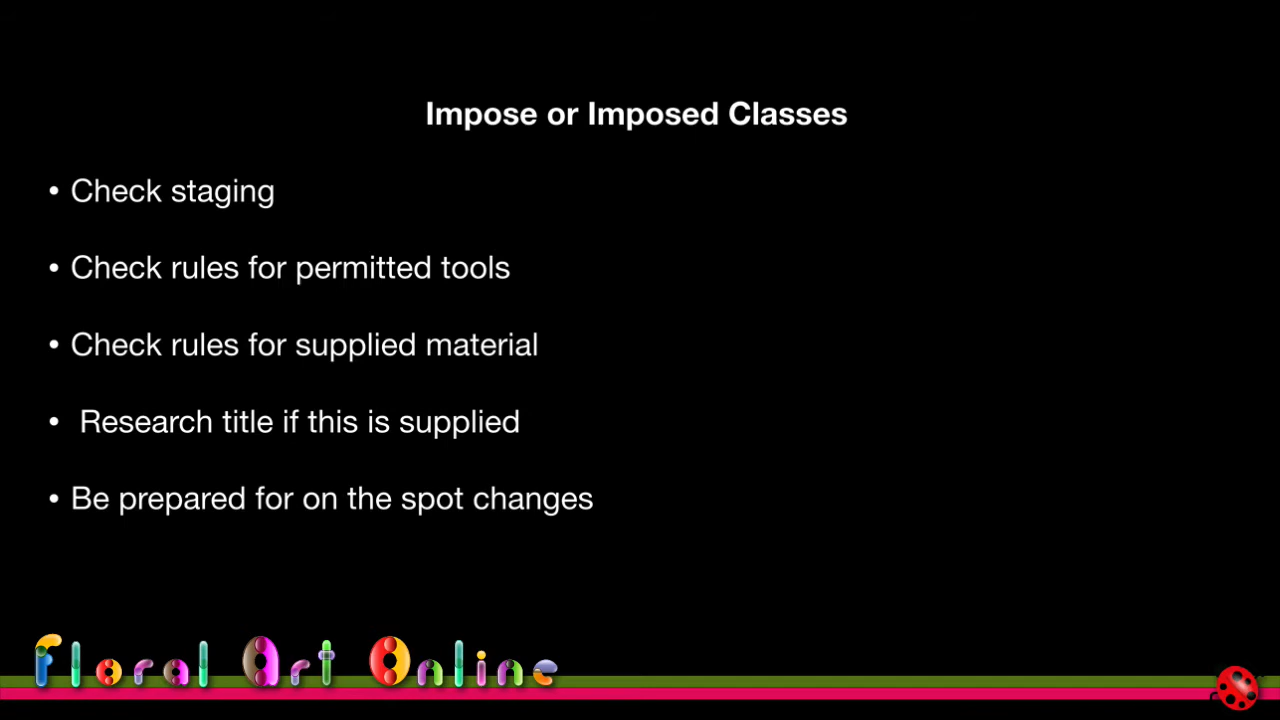 Impose or Imposed Classes
• Check staging
• Check rules for permitted tools
• Check rules for supplied material
• Research title if this is supplied
• Be prepared for on the spot changes
Floral Art Online